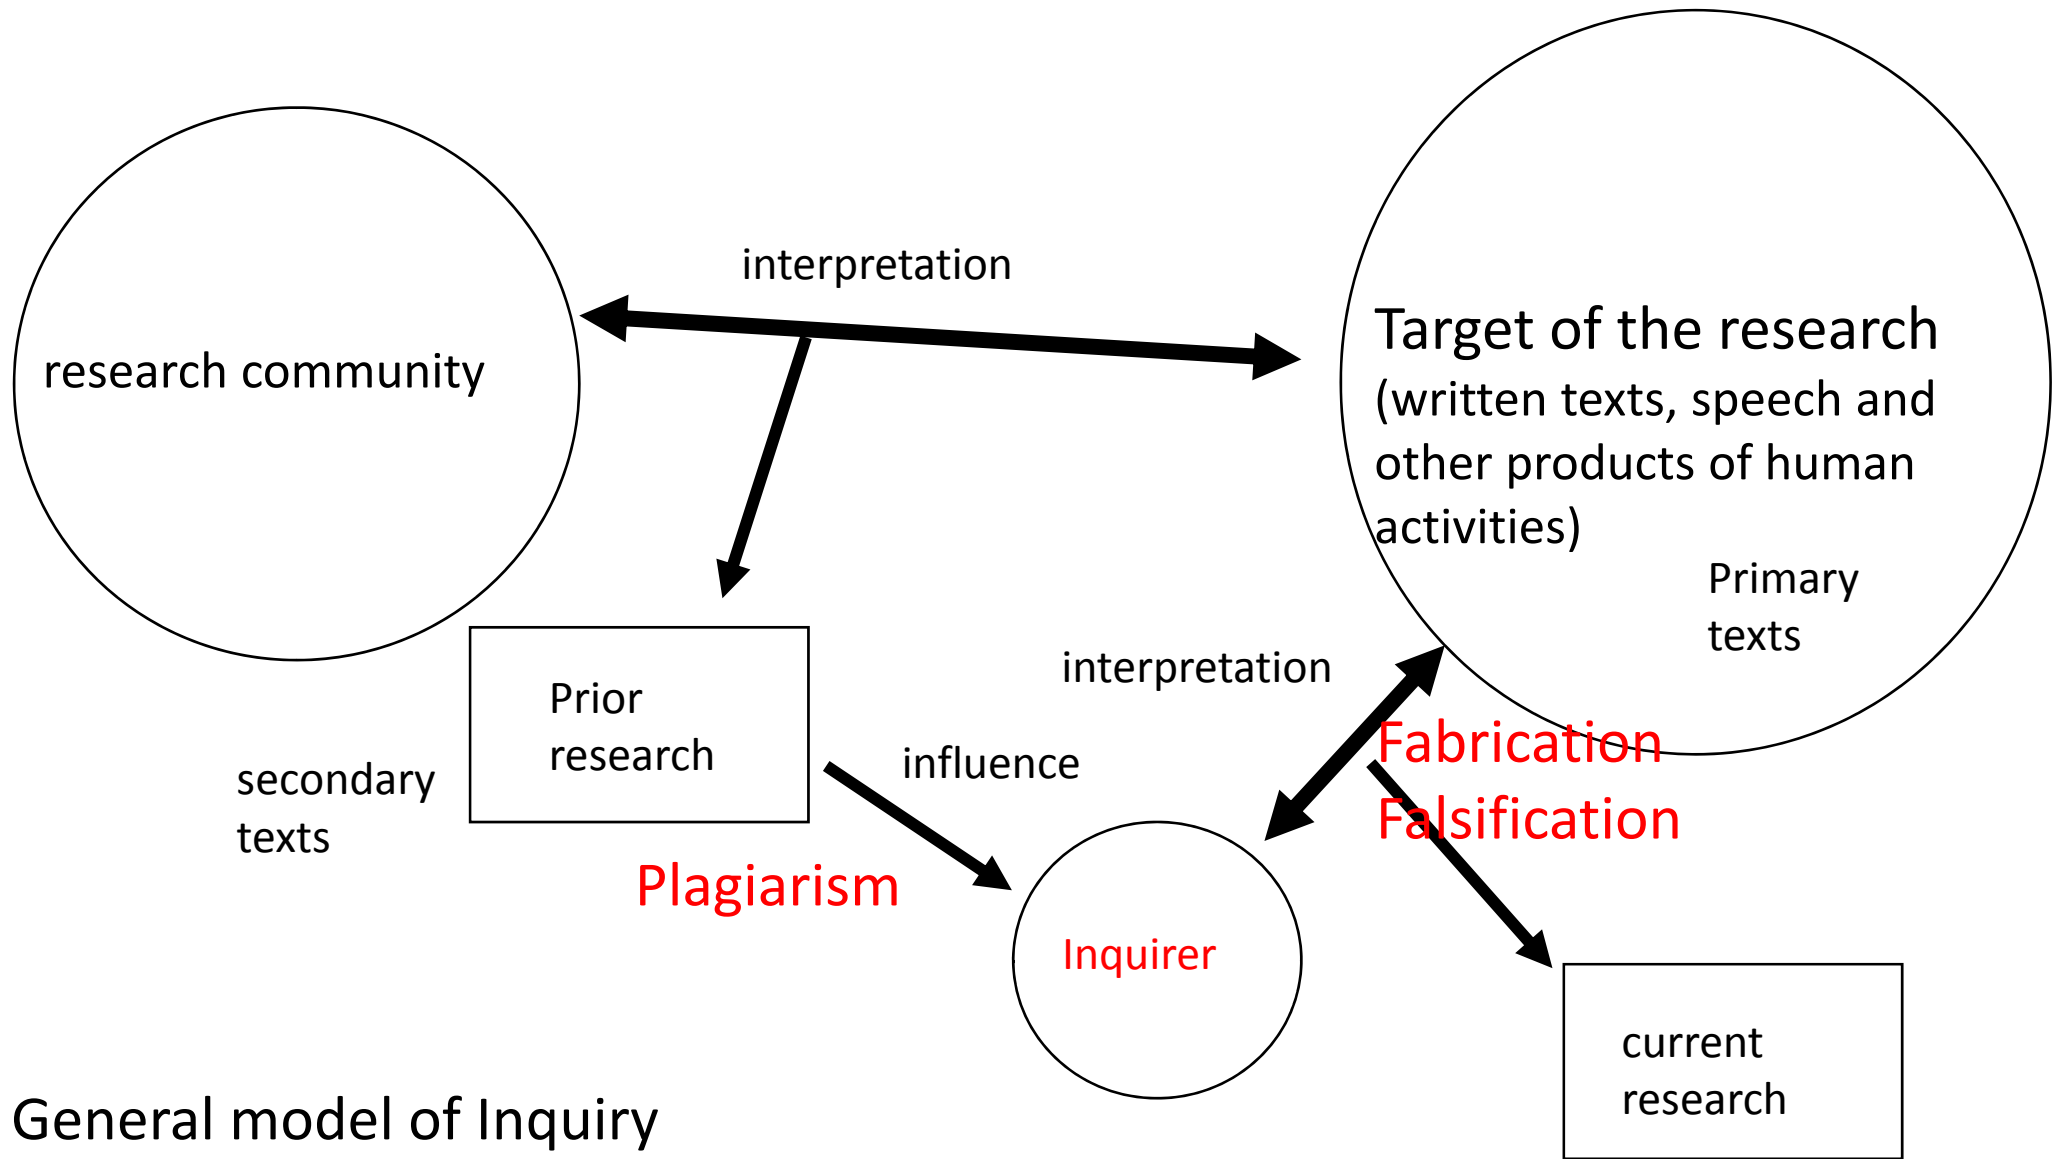 interpretation
research community
Target of the research
(written texts, speech and
other products of human
activities)
Primary
texts
interpretation
Prior
research
secondary
texts
influence
Fabrication
Falsification
Plagiarism
Inquirer
current
research
General model of Inquiry